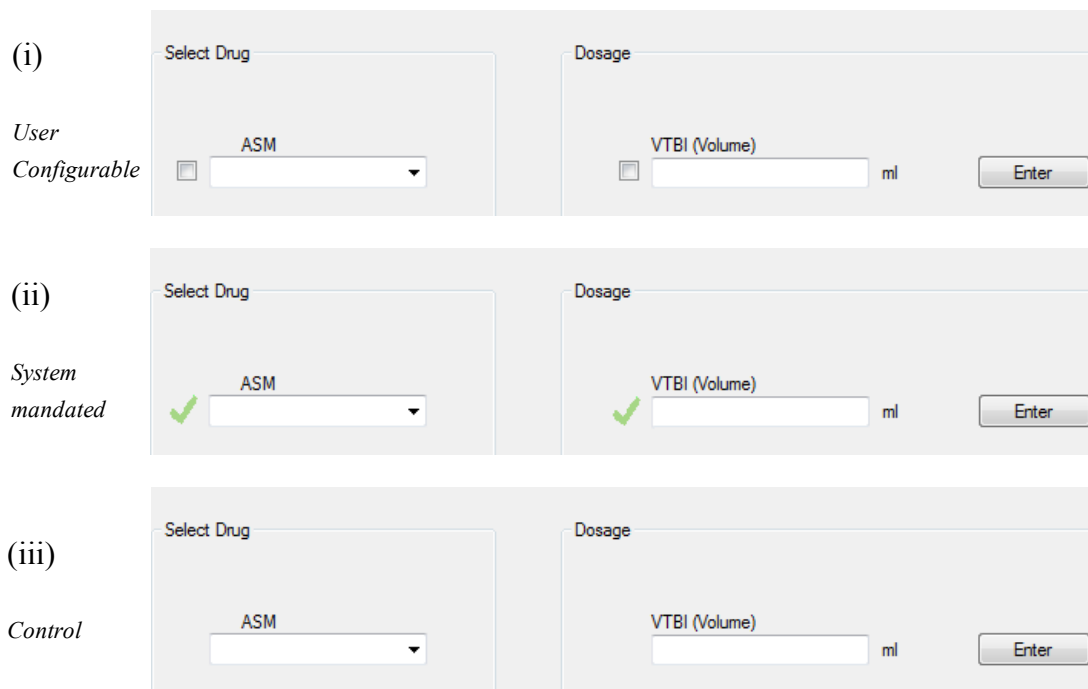 (i)
Select Drug
Dosage
User
Configurable
ASM
VTBI (Volume)
ml
Enter
(ii)
Select Drug
Dosage
System
mandated
ASM
VTBI (Volume)
ml
Enter
(iii)
Select Drug
Dosage
Control
ASM
VTBI (Volume)
ml
Enter